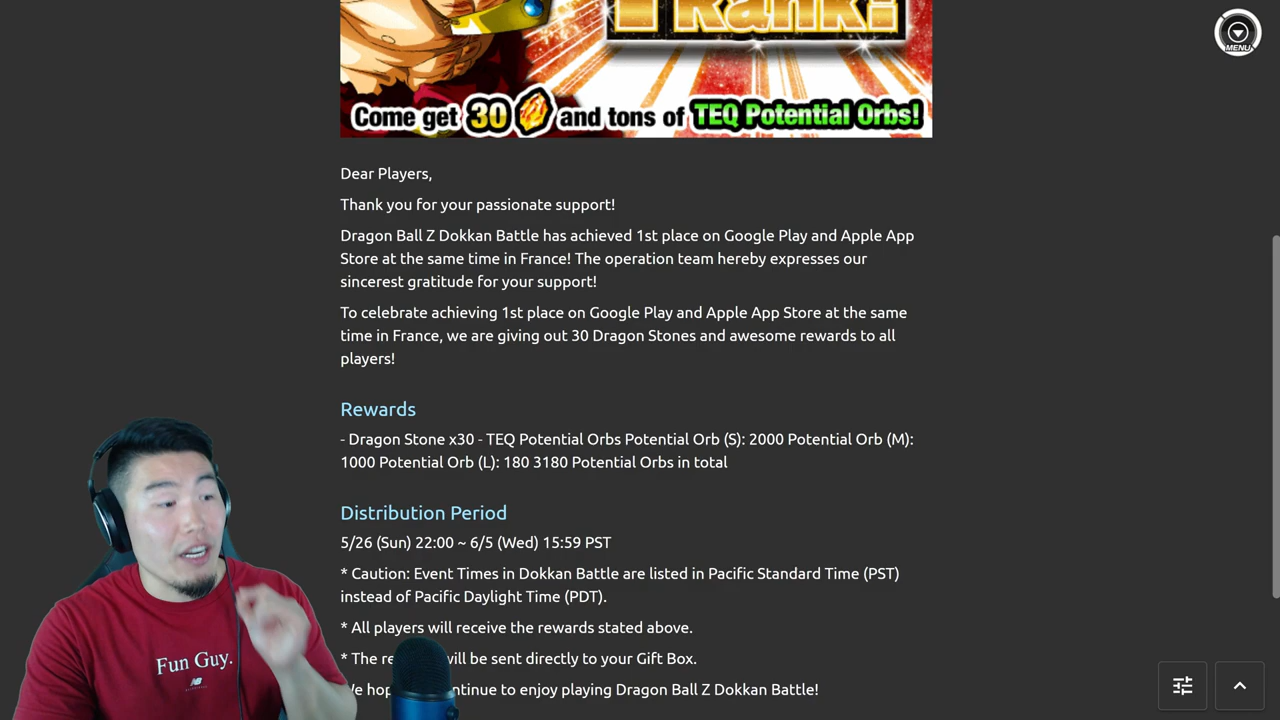 1 Rank!
MENU
Come get 30 and tons of TEQ Potential Orbs!
Dear Players,
Thank you for your passionate support!
Dragon Ball Z Dokkan Battle has achieved 1st place on Google Play and Apple App
Store at the same time in France! The operation team hereby expresses our
sincerest gratitude for your support!
To celebrate achieving 1st place on Google Play and Apple App Store at the same
time in France, we are giving out 30 Dragon Stones and awesome rewards to all
players!
Rewards
- Dragon Stone x30 - TEQ Potential Orbs Potential Orb (S): 2000 Potential Orb (M):
1000 Potential Orb (L): 180 3180 Potential Orbs in total
Distribution Period
5/26 (Sun) 22:00 ~ 6/5 (Wed) 15:59 PST
* Caution: Event Times in Dokkan Battle are listed in Pacific Standard Time (PST)
instead of Pacific Daylight Time (PDT).
* All players will receive the rewards stated above.
* The re will be sent directly to your Gift Box.
We hop ntinue to enjoy playing Dragon Ball Z Dokkan Battle!
Fun Guy.